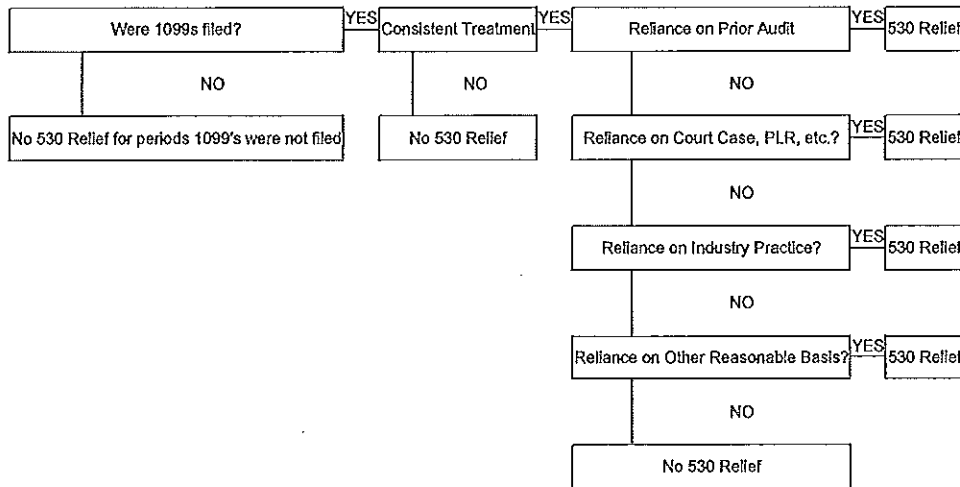 Were 1099s filed?
YES
Consistent Treatment
YES
Reliance on Prior Audit
YES
530 Relief
NO
NO
NO
No 530 Relief for periods 1099's were not filed
No 530 Relief
Reliance on Court Case, PLR, etc.?
YES
530 Relief
NO
Reliance on Industry Practice?
YES
530 Relief
NO
Reliance on Other Reasonable Basis?
YES
530 Relief
NO
No 530 Relief